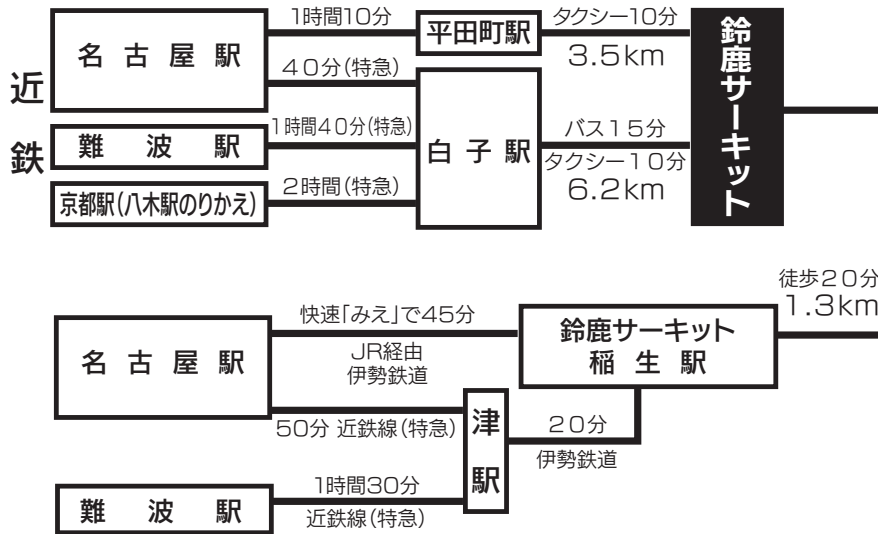 近鉄
名古屋駅
1時間10分
平田町駅
タクシー10分
3.5km
鈴鹿サーキット
40分(特急)
難波駅
1時間40分(特急)
白子駅
バス15分
タクシー10分
6.2km
京都駅(八木駅のりかえ)
2時間(特急)
徒歩20分
1.3km
名古屋駅
快速「みえ」で45分
JR経由
伊勢鉄道
鈴鹿サーキット
稲生駅
50分 近鉄線(特急)
津駅
20分
伊勢鉄道
難波駅
1時間30分
近鉄線(特急)